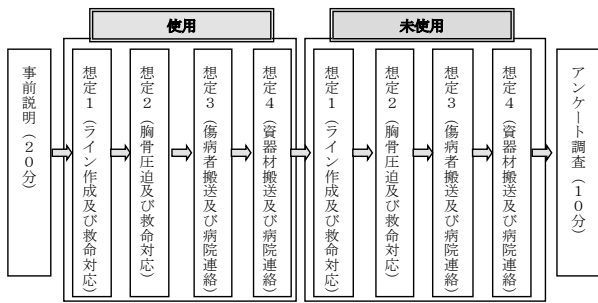 使用
未使用
事前説明（20分）
想定1（ライン作成及び救命対応）
想定2（胸骨圧迫及び救命対応）
想定3（傷病者搬送及び病院連絡）
想定4（資器材搬送及び病院連絡）
想定1（ライン作成及び救命対応）
想定2（胸骨圧迫及び救命対応）
想定3（傷病者搬送及び病院連絡）
想定4（資器材搬送及び病院連絡）
アンケート調査（10分）